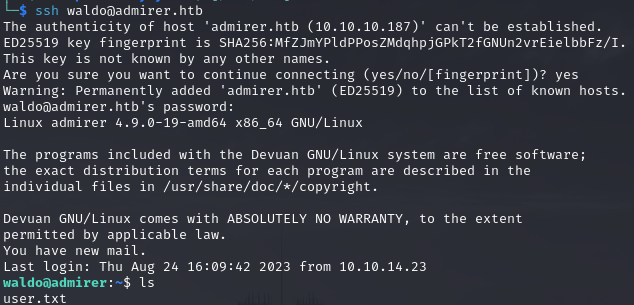 └─$ ssh waldo@admirer.htb
The authenticity of host 'admirer.htb (10.10.10.187)' can't be established.
ED25519 key fingerprint is SHA256:MfZJmYPldPPosZMdqhpjGPkT2fGNUn2vrEielbbFz/I.
This key is not known by any other names.
Are you sure you want to continue connecting (yes/no/[fingerprint])? yes
Warning: Permanently added 'admirer.htb' (ED25519) to the list of known hosts.
waldo@admirer.htb's password:
Linux admirer 4.9.0-19-amd64 x86_64 GNU/Linux
The programs included with the Devuan GNU/Linux system are free software;
the exact distribution terms for each program are described in the
individual files in /usr/share/doc/*/copyright.
Devuan GNU/Linux comes with ABSOLUTELY NO WARRANTY, to the extent
permitted by applicable law.
You have new mail.
Last login: Thu Aug 24 16:09:42 2023 from 10.10.14.23
waldo@admirer:~$ ls
user.txt